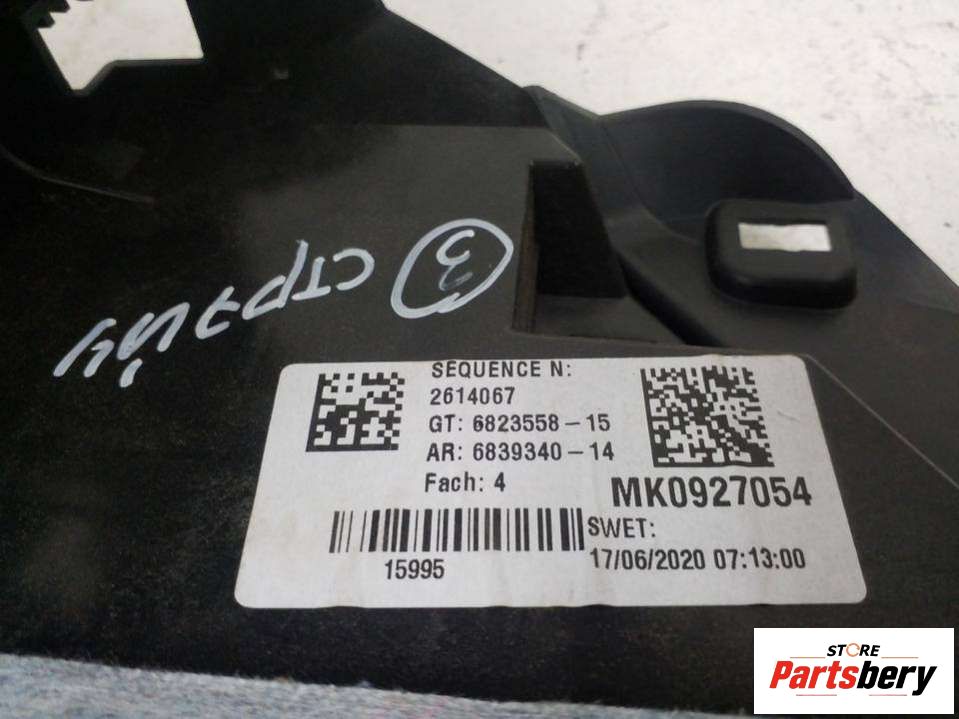 3
SEQUENCE N:
2614067
GT: 6823558-15
AR: 6839340-14
Fach: 4
MK0927054
15995
SWET:
17/06/2020 07:13:00
STORE
Partsbery